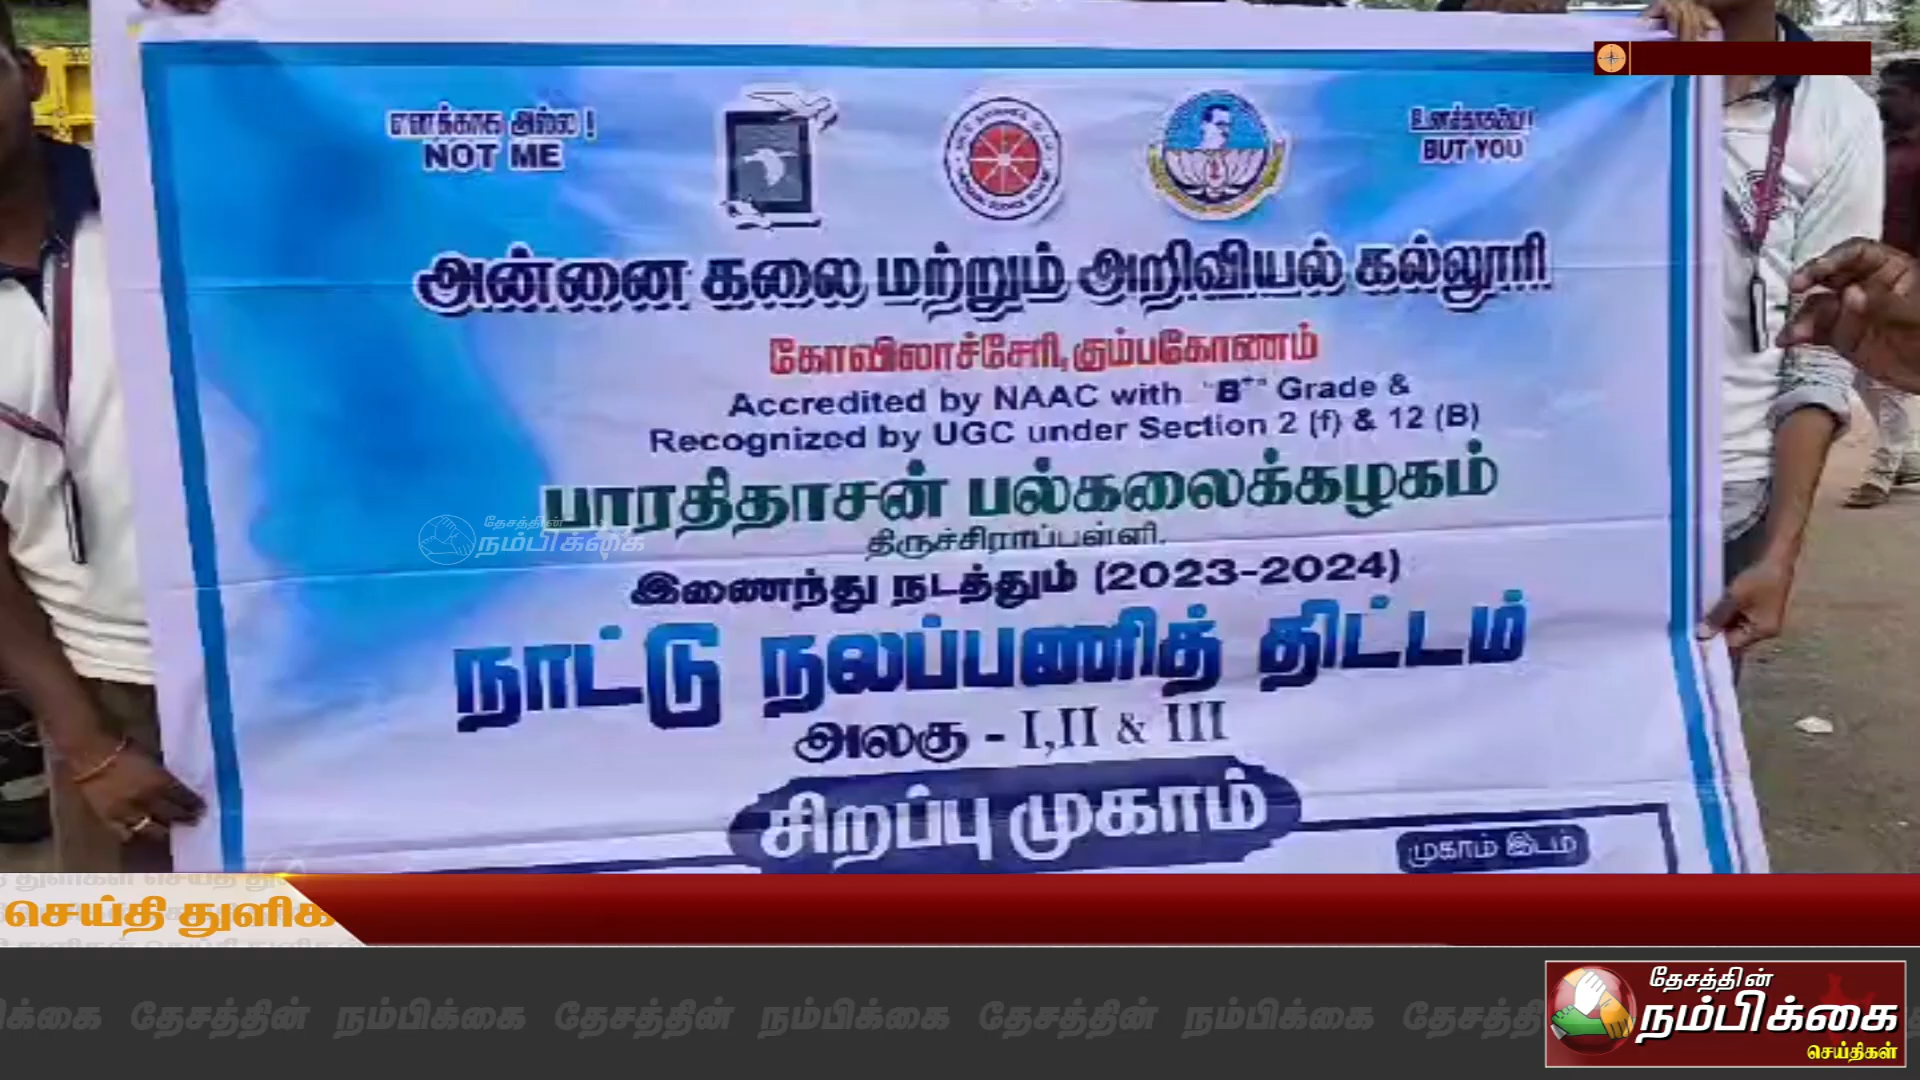 எனக்காக அல்ல !
NOT ME
உனக்காகவே!
BUT YOU
அன்னை கலை மற்றும் அறிவியல் கல்லூரி
கோவிலாச்சேரி, கும்பகோணம்
Accredited by NAAC with "B+" Grade &
Recognized by UGC under Section 2 (f) & 12 (B)
பாரதிதாசன் பல்கலைக்கழகம்
திருச்சிராப்பள்ளி.
இணைந்து நடத்தும் (2023-2024)
நாட்டு நலப்பணித் திட்டம்
அலகு - I,II & III
சிறப்பு முகாம்
முகாம் இடம்
தேசத்தின்
நம்பிக்கை
செய்தி துளிக
தேசத்தின் நம்பிக்கை தேசத்தின் நம்பிக்கை தேசத்தின் நம்பிக்கை
தேசத்தின்
நம்பிக்கை
செய்திகள்